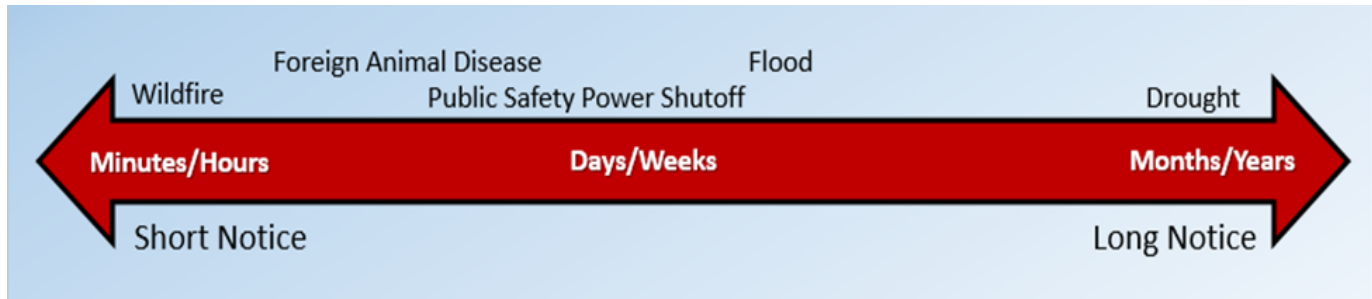 Foreign Animal Disease Flood
Wildfire Public Safety Power Shutoff Drought
Minutes/Hours Days/Weeks Months/Years
Short Notice Long Notice